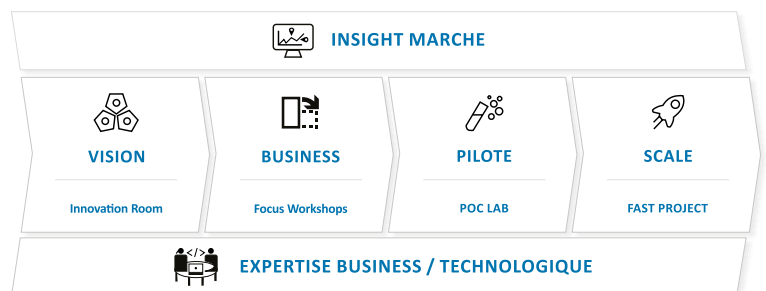 INSIGHT MARCHE
VISION
Innovation Room
BUSINESS
Focus Workshops
PILOTE
POC LAB
SCALE
FAST PROJECT
</>
EXPERTISE BUSINESS / TECHNOLOGIQUE